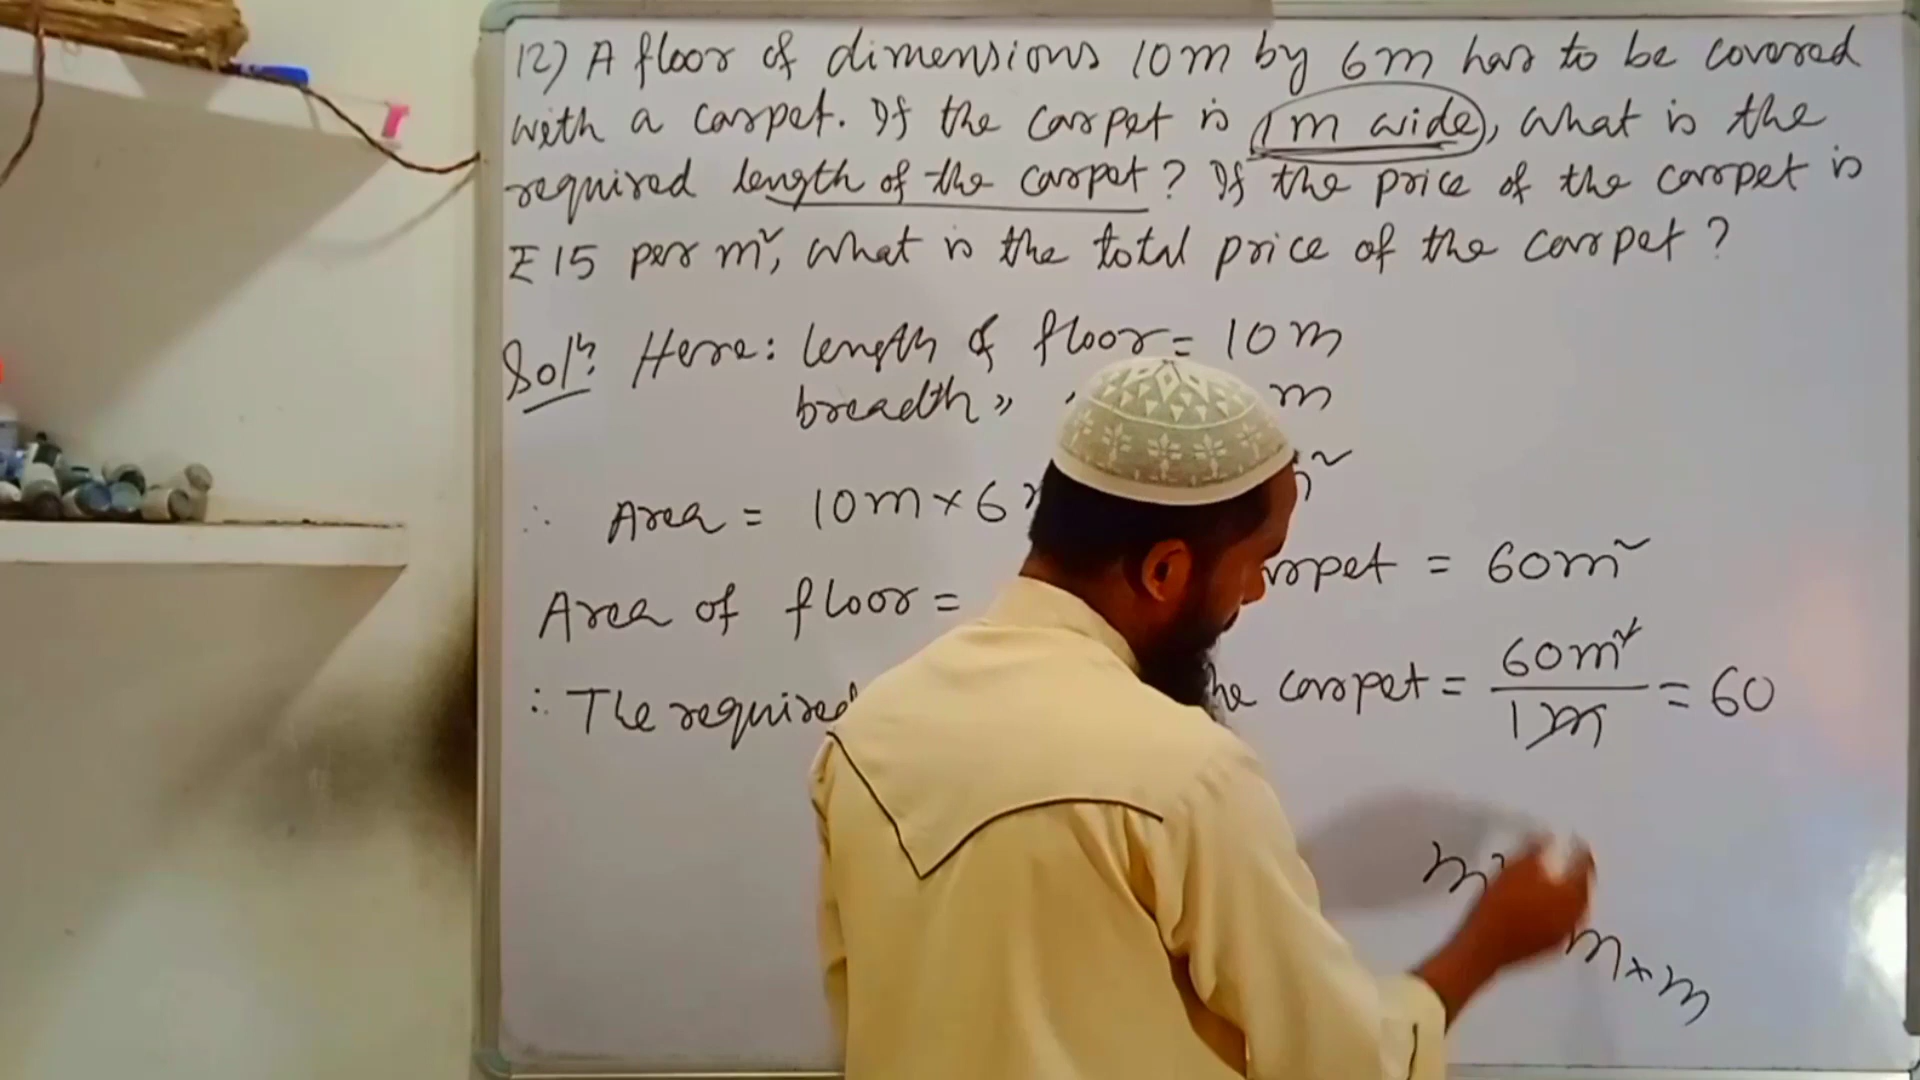 12) A floor of dimensions 10m by 6m has to be covered
with a carpet. If the carpet is 1m wide, what is the
required length of the carpet? If the price of the carpet is
₹15 per m², what is the total price of the carpet?
Solⁿ: Here: length of floor = 10m
breadth 〃 m
∴ Area = 10m × 6
Area of floor = = 60m²
∴ The required the carpet = 60m²/1m = 60
m
m×m